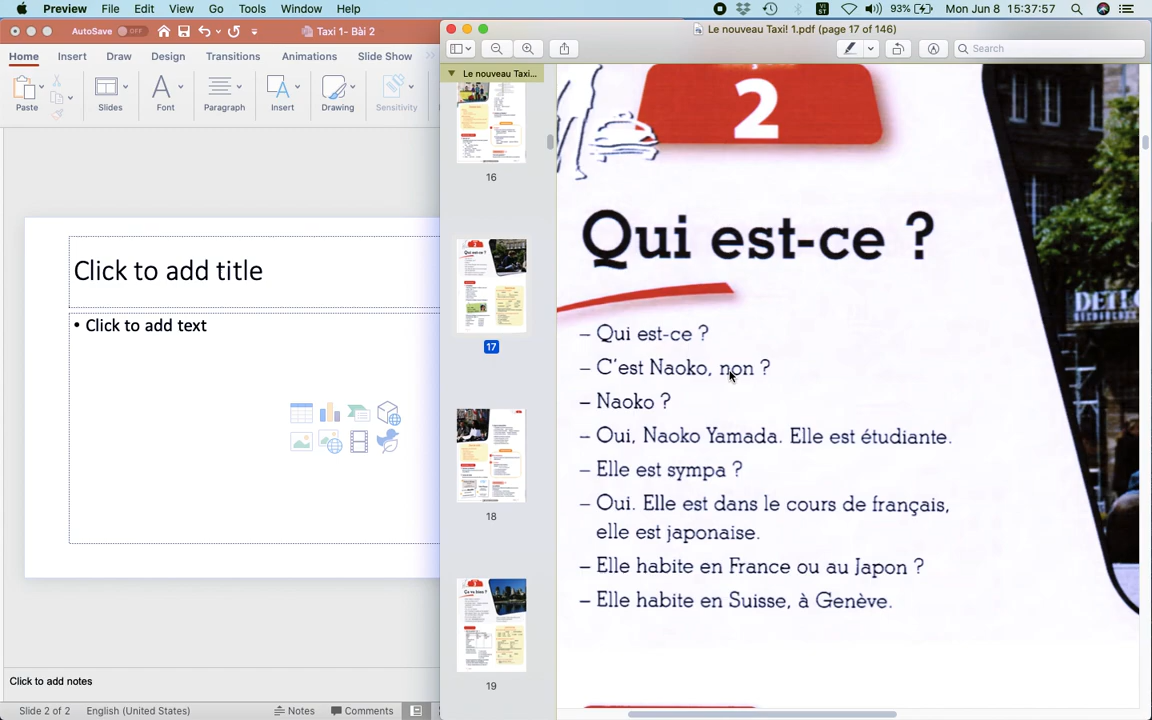 Preview File Edit View Go Tools Window Help
93% Mon Jun 8 15:37:57
AutoSave OFF Taxi 1- Bài 2
Home Insert Draw Design Transitions Animations Slide Show
Paste Slides Font Paragraph Insert Drawing Sensitivity
Click to add title
• Click to add text
Click to add notes
Slide 2 of 2 English (United States) Notes Comments
Le nouveau Taxi! 1.pdf (page 17 of 146)
Search
Le nouveau Taxi...
16
Qui est-ce ?
17
18
Ça va bien ?
19
2
Qui est-ce ?
– Qui est-ce ?
– C'est Naoko, non ?
– Naoko ?
– Oui, Naoko Yamada. Elle est étudiante.
– Elle est sympa ?
– Oui. Elle est dans le cours de français,
elle est japonaise.
– Elle habite en France ou au Japon ?
– Elle habite en Suisse, à Genève.